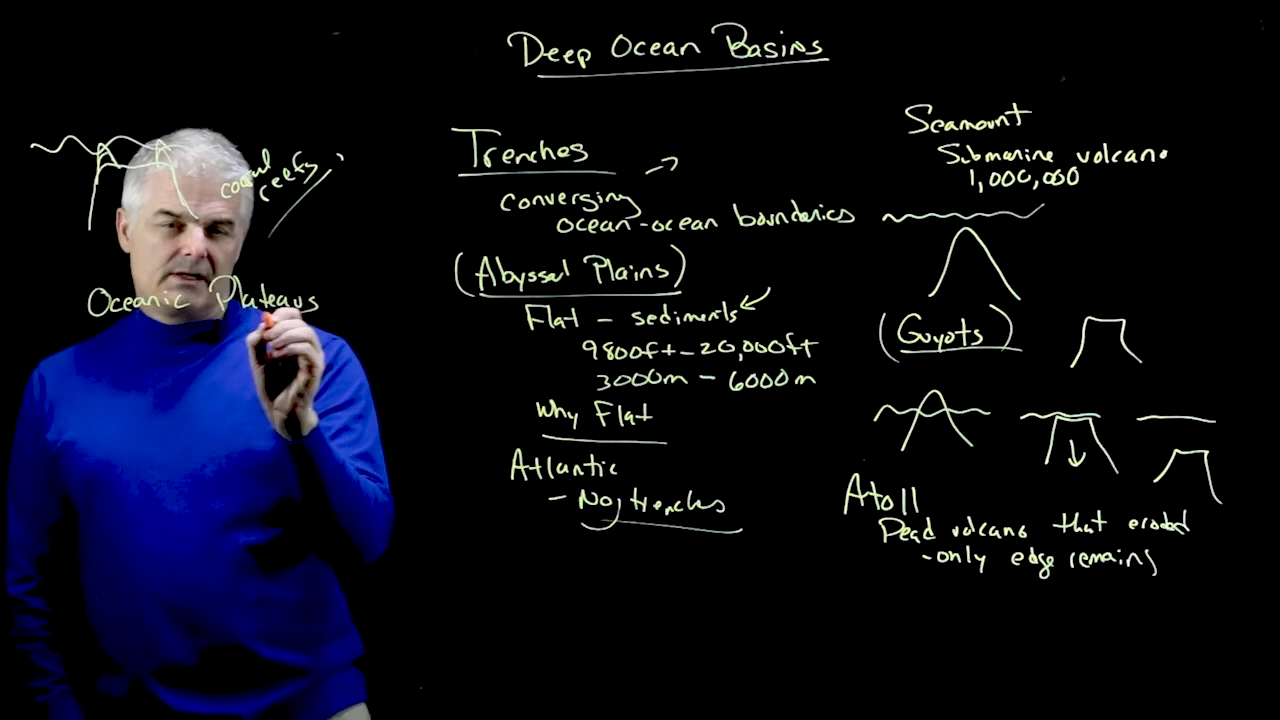 Deep Ocean Basins
coral
reefs
Oceanic Plateaus
Trenches
converging
ocean-ocean boundaries
(Abyssal Plains)
Flat - sediments
9800ft - 20,000ft
3000m - 6000m
Why Flat
Atlantic
- No trenches
Seamount
Submarine volcano
1,000,000
(Guyots)
Atoll
Dead volcano that eroded
-only edge remains